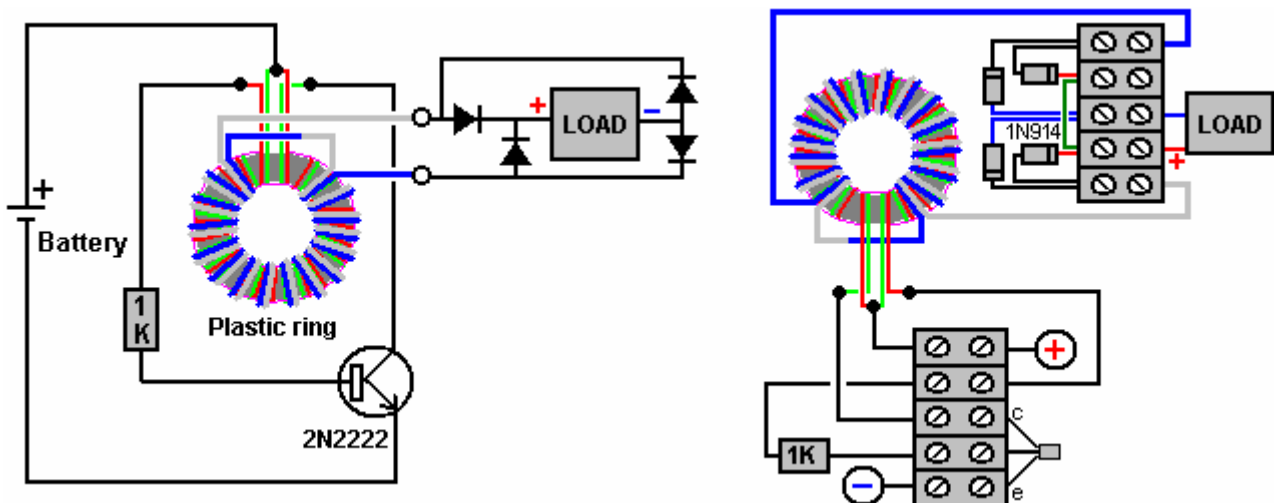 +
Battery
1
K
Plastic ring
2N2222
+
LOAD
−
1N914
LOAD
+
+
c
1K
−
e